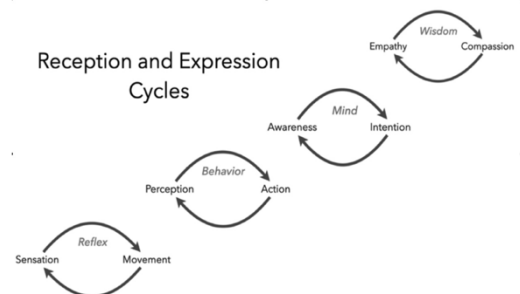 Reception and Expression
Cycles
Wisdom
Empathy
Compassion
Mind
Awareness
Intention
Behavior
Perception
Action
Reflex
Sensation
Movement